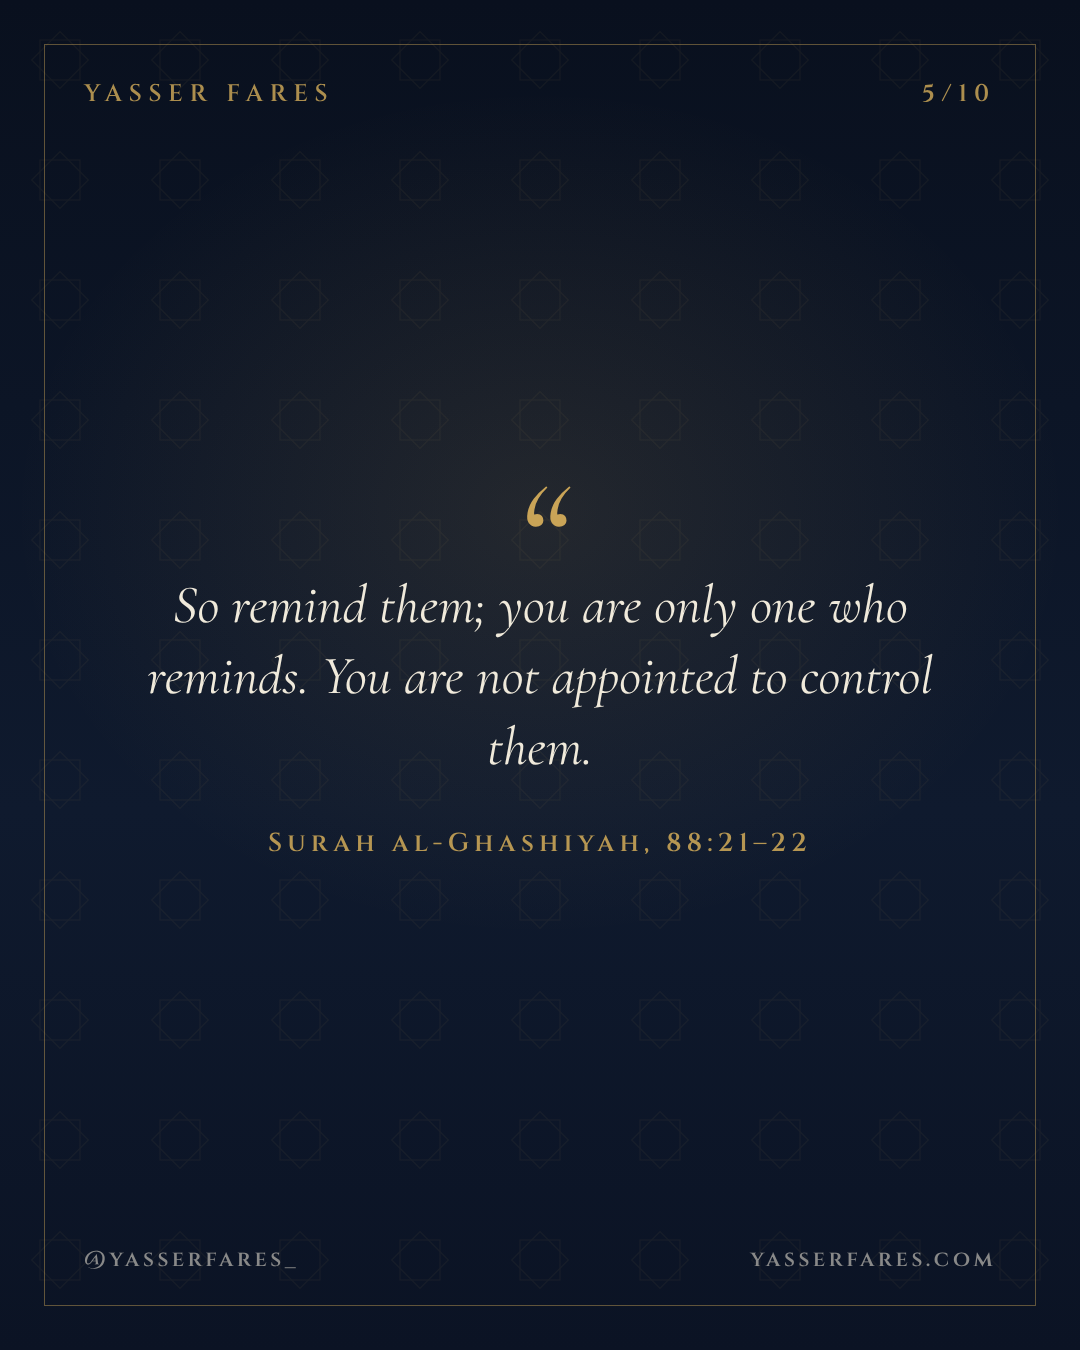 YASSER FARES
5/10
“
So remind them; you are only one who
reminds. You are not appointed to control
them.
Surah al-Ghashiyah, 88:21–22
@YASSERFARES_
YASSERFARES.COM